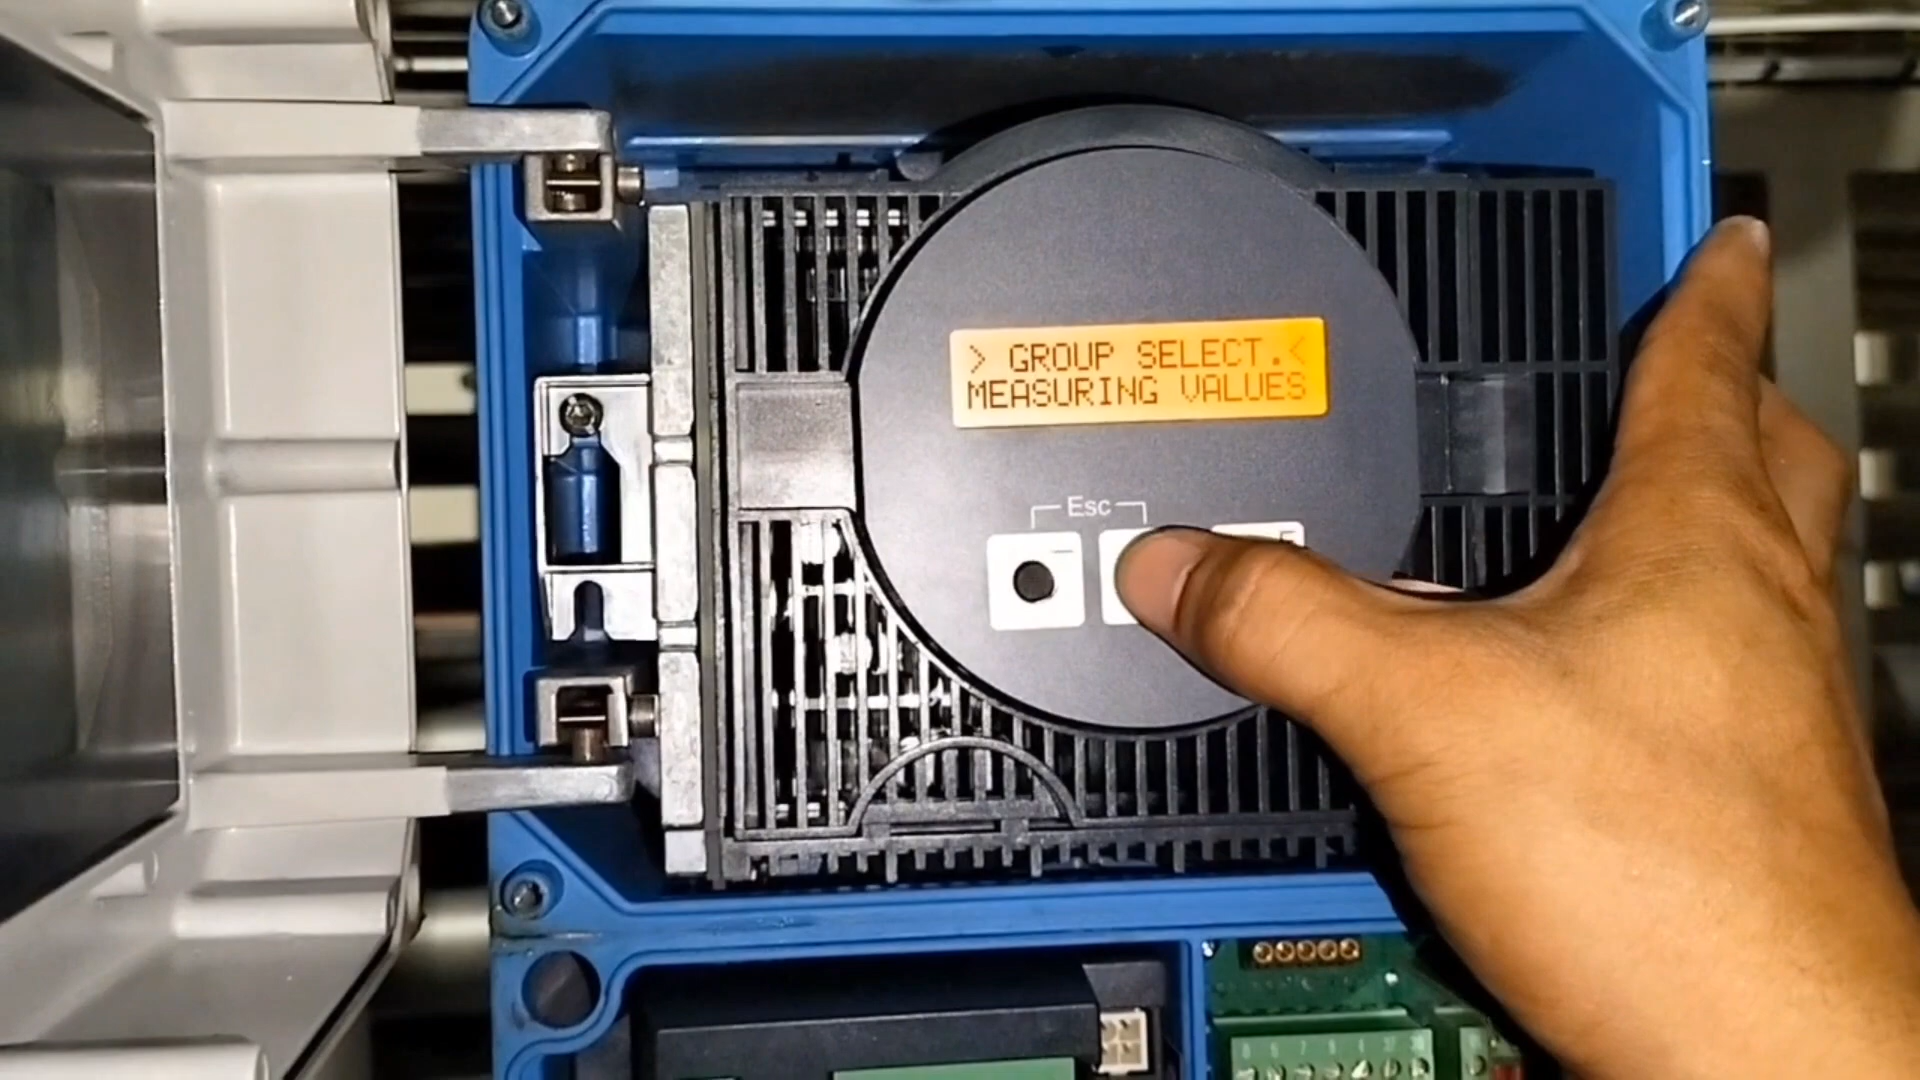 > GROUP SELECT.<
MEASURING VALUES
Esc
-
E